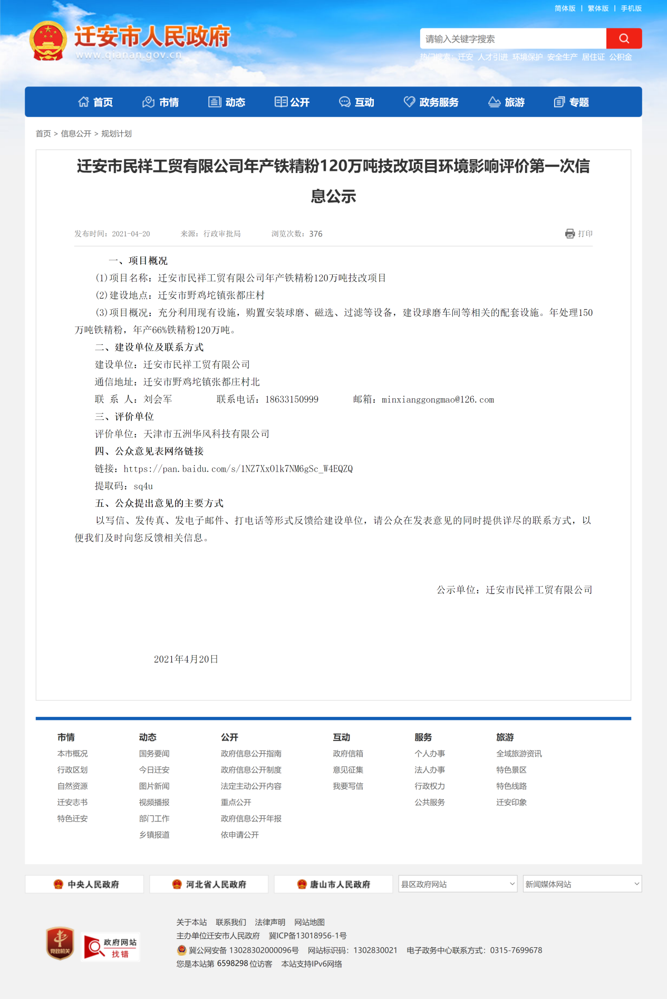 简体版 | 繁体版 | 手机版
迁安市人民政府
www.qianan.gov.cn
请输入关键字搜索
热门搜索：迁安 人才引进 环境保护 安全生产 居住证 公积金
首页 市情 动态 公开 互动 政务服务 旅游 专题
首页 > 信息公开 > 规划计划
迁安市民祥工贸有限公司年产铁精粉120万吨技改项目环境影响评价第一次信
息公示
发布时间：2021-04-20 来源：行政审批局 浏览次数：376 打印
一、项目概况
(1)项目名称：迁安市民祥工贸有限公司年产铁精粉120万吨技改项目
(2)建设地点：迁安市野鸡坨镇张都庄村
(3)项目概况：充分利用现有设施，购置安装球磨、磁选、过滤等设备，建设球磨车间等相关的配套设施。年处理150
万吨铁精粉，年产66%铁精粉120万吨。
二、建设单位及联系方式
建设单位：迁安市民祥工贸有限公司
通信地址：迁安市野鸡坨镇张都庄村北
联 系 人：刘会军 联系电话：18633150999 邮箱：minxianggongmao@126.com
三、评价单位
评价单位：天津市五洲华风科技有限公司
四、公众意见表网络链接
链接：https://pan.baidu.com/s/1NZ7XxOlk7NM6gSc_W4EQZQ
提取码：sq4u
五、公众提出意见的主要方式
以写信、发传真、发电子邮件、打电话等形式反馈给建设单位，请公众在发表意见的同时提供详尽的联系方式，以
便我们及时向您反馈相关信息。
公示单位：迁安市民祥工贸有限公司
2021年4月20日
市情 动态 公开 互动 服务 旅游
本市概况 国务要闻 政府信息公开指南 政府信箱 个人办事 全域旅游资讯
行政区划 今日迁安 政府信息公开制度 意见征集 法人办事 特色景区
自然资源 图片新闻 法定主动公开内容 我要写信 行政权力 特色线路
迁安志书 视频播报 重点公开 公共服务 迁安印象
特色迁安 部门工作 政府信息公开年报
乡镇报道 依申请公开
中央人民政府 河北省人民政府 唐山市人民政府 县区政府网站 新闻媒体网站
关于本站 联系我们 法律声明 网站地图
主办单位迁安市人民政府 冀ICP备13018956-1号
党政机关 政府网站
找错
冀公网安备 13028302000096号 网站标识码：1302830021 电子政务中心联系方式：0315-7699678
您是本站第 6598298 位访客 本站支持IPv6网络